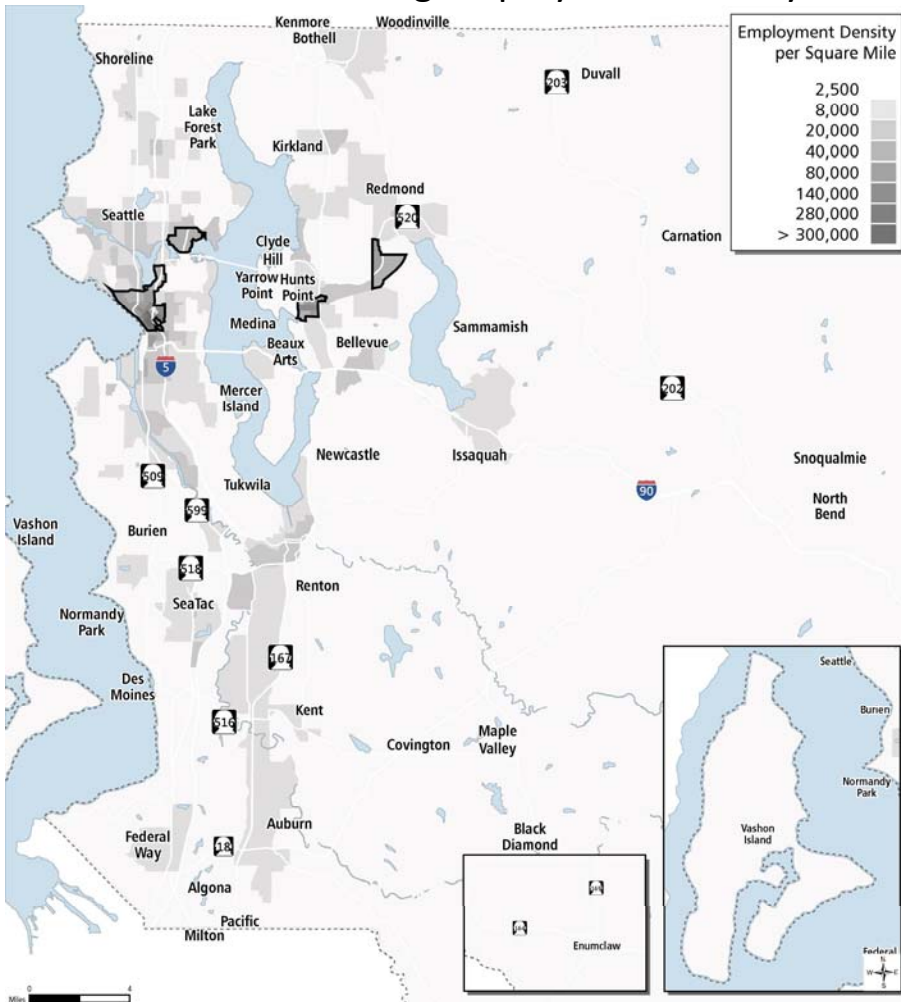 Kenmore
Woodinville
Bothell
Shoreline
Employment Density
per Square Mile
2,500
8,000
20,000
40,000
80,000
140,000
280,000
> 300,000
203
Duvall
Lake
Forest
Park
Kirkland
Redmond
520
Seattle
Carnation
Clyde
Hill
Yarrow
Point
Hunts
Point
Medina
Beaux
Arts
Bellevue
Sammamish
5
Mercer
Island
202
Newcastle
Issaquah
Snoqualmie
509
Tukwila
90
North
Bend
599
Vashon
Island
Burien
518
SeaTac
Renton
Normandy
Park
167
Des
Moines
516
Kent
Covington
Maple
Valley
Seattle
Burien
Normandy
Park
Vashon
Island
Federal
N
W
E
S
Federal
Way
18
Auburn
Black
Diamond
Algona
Pacific
Milton
Enumclaw
0
4
Miles